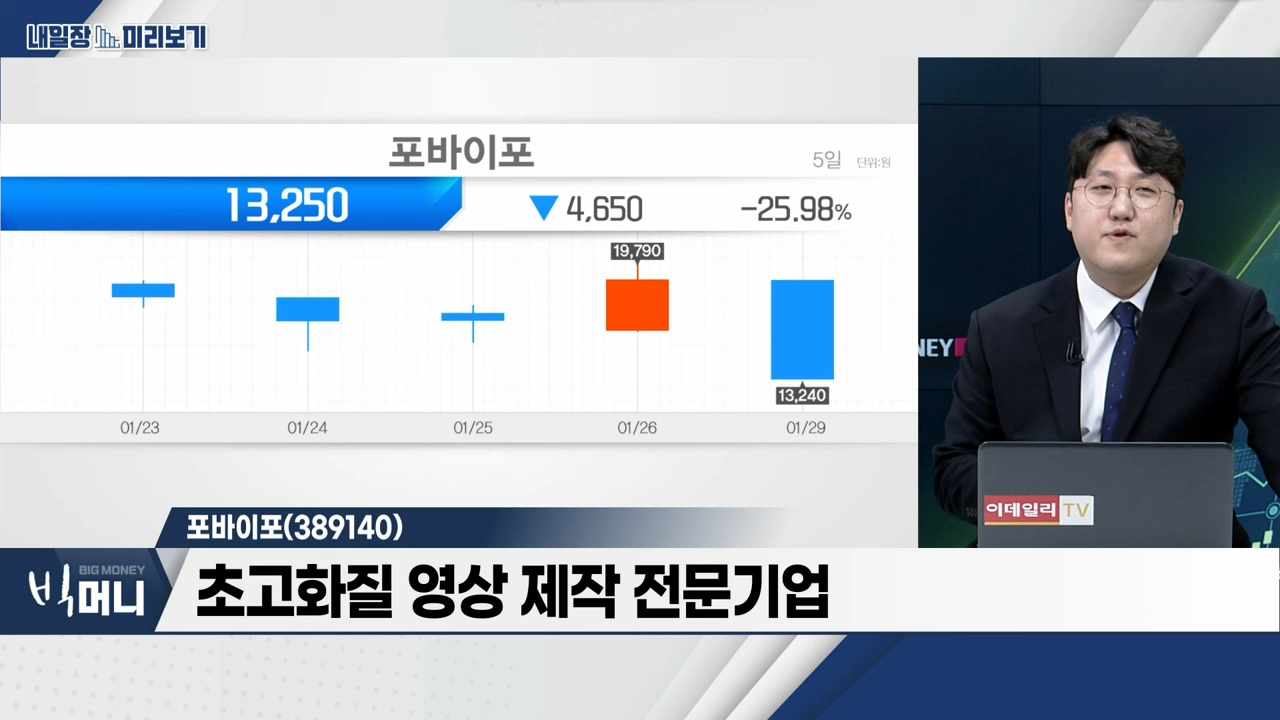 내일장 미리보기
포바이포
5일 단위:원
13,250 ▼ 4,650 -25.98%
19,790
13,240
01/23 01/24 01/25 01/26 01/29
NEY
이데일리 TV
포바이포(389140)
BIG MONEY
빅머니
초고화질 영상 제작 전문기업